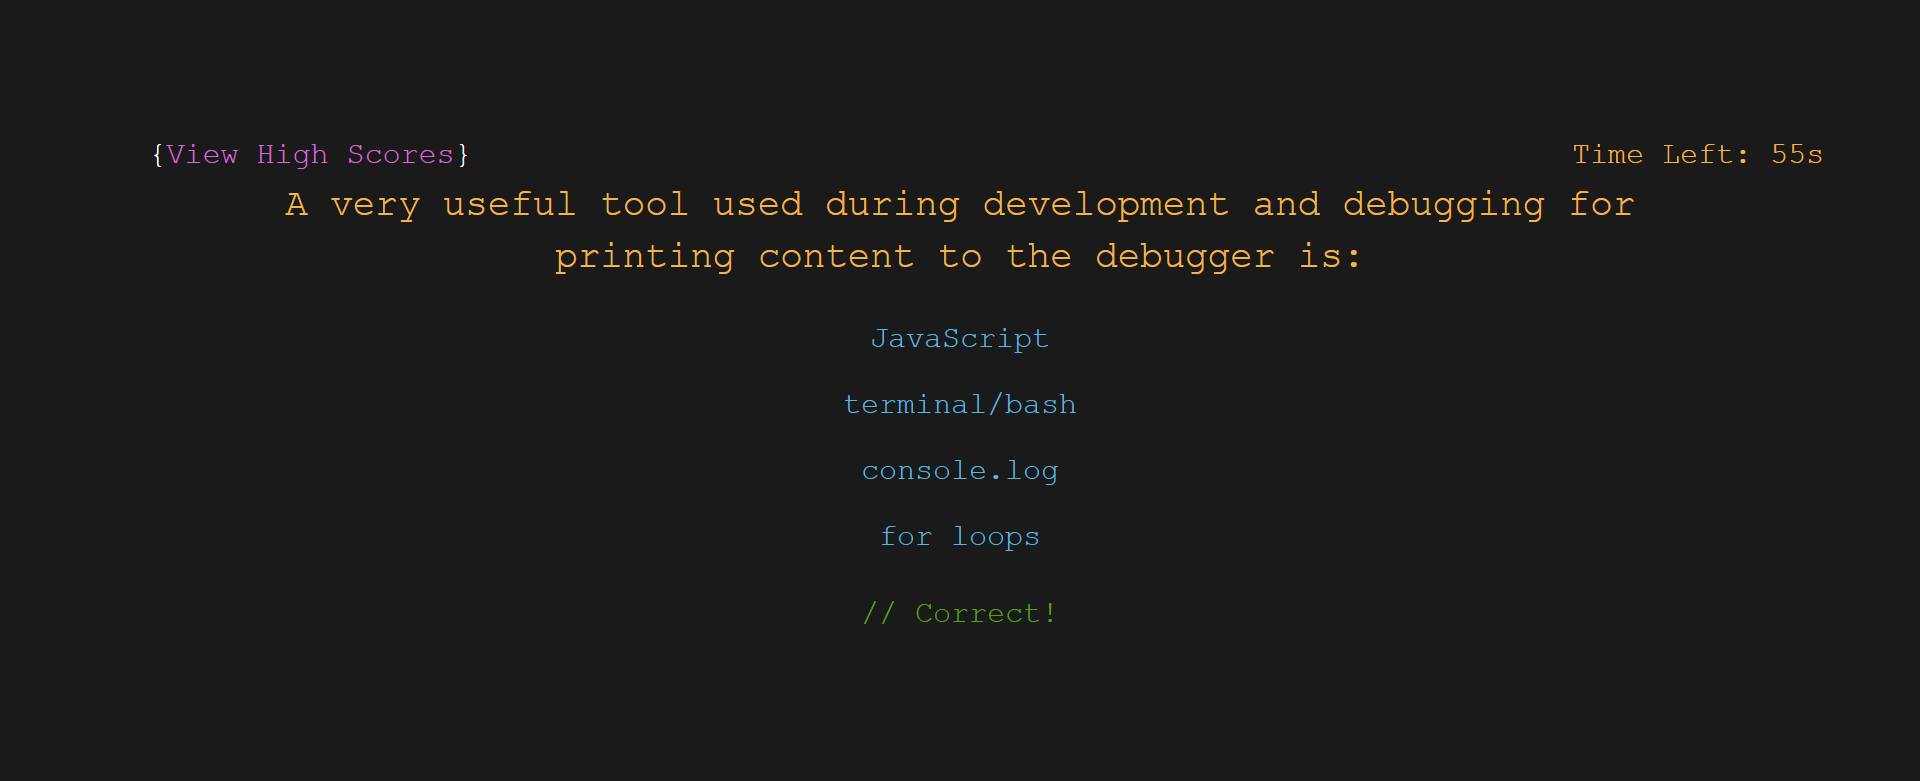 {View High Scores}
Time Left: 55s
A very useful tool used during development and debugging for
printing content to the debugger is:
JavaScript
terminal/bash
console.log
for loops
// Correct!